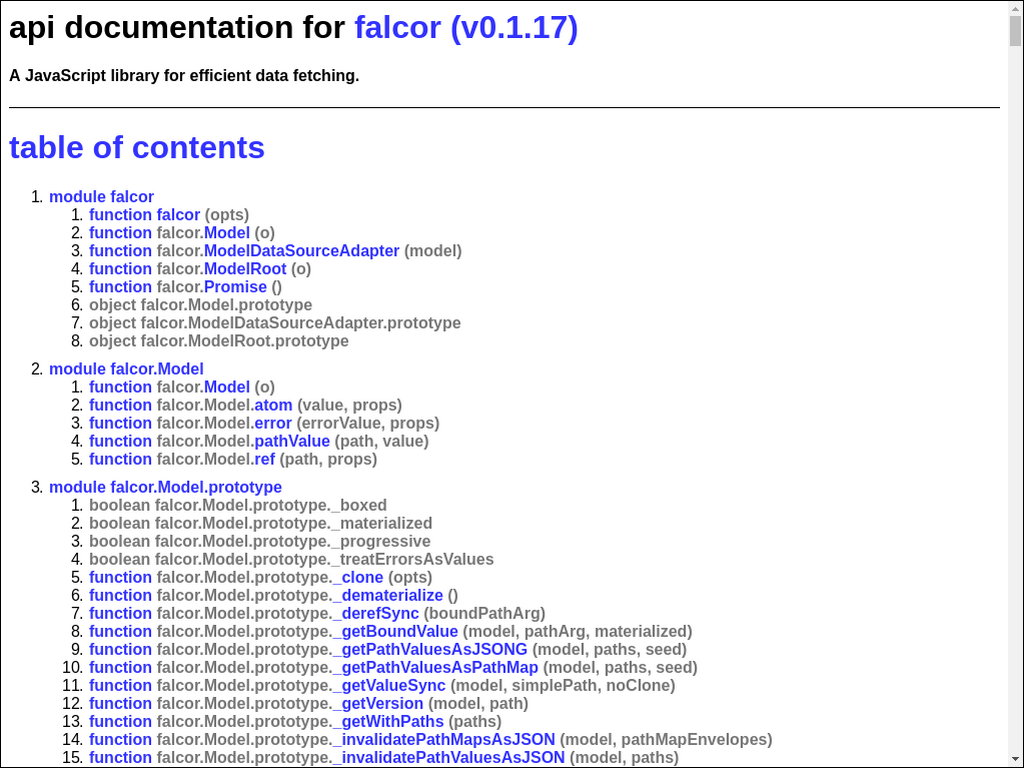 api documentation for falcor (v0.1.17)
A JavaScript library for efficient data fetching.
table of contents
1. module falcor
1. function falcor (opts)
2. function falcor.Model (o)
3. function falcor.ModelDataSourceAdapter (model)
4. function falcor.ModelRoot (o)
5. function falcor.Promise ()
6. object falcor.Model.prototype
7. object falcor.ModelDataSourceAdapter.prototype
8. object falcor.ModelRoot.prototype
2. module falcor.Model
1. function falcor.Model (o)
2. function falcor.Model.atom (value, props)
3. function falcor.Model.error (errorValue, props)
4. function falcor.Model.pathValue (path, value)
5. function falcor.Model.ref (path, props)
3. module falcor.Model.prototype
1. boolean falcor.Model.prototype._boxed
2. boolean falcor.Model.prototype._materialized
3. boolean falcor.Model.prototype._progressive
4. boolean falcor.Model.prototype._treatErrorsAsValues
5. function falcor.Model.prototype._clone (opts)
6. function falcor.Model.prototype._dematerialize ()
7. function falcor.Model.prototype._derefSync (boundPathArg)
8. function falcor.Model.prototype._getBoundValue (model, pathArg, materialized)
9. function falcor.Model.prototype._getPathValuesAsJSONG (model, paths, seed)
10. function falcor.Model.prototype._getPathValuesAsPathMap (model, paths, seed)
11. function falcor.Model.prototype._getValueSync (model, simplePath, noClone)
12. function falcor.Model.prototype._getVersion (model, path)
13. function falcor.Model.prototype._getWithPaths (paths)
14. function falcor.Model.prototype._invalidatePathMapsAsJSON (model, pathMapEnvelopes)
15. function falcor.Model.prototype._invalidatePathValuesAsJSON (model, paths)